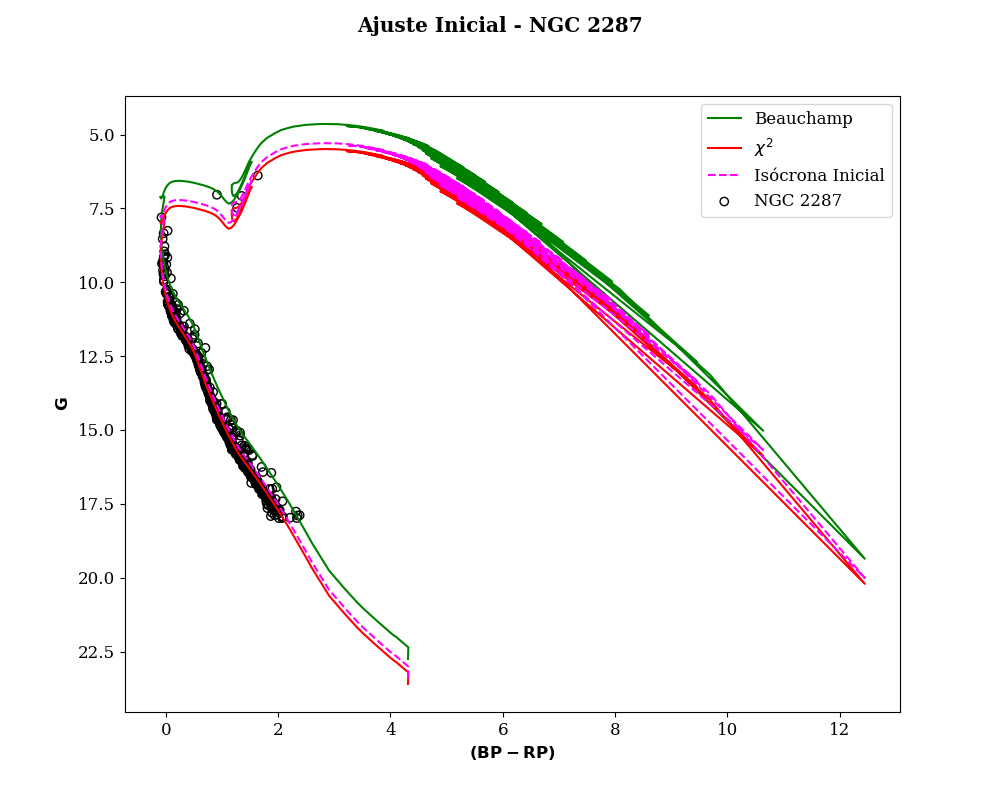 Ajuste Inicial - NGC 2287
Beauchamp
χ²
Isócrona Inicial
NGC 2287
5.0
7.5
10.0
12.5
15.0
17.5
20.0
22.5
G
0 2 4 6 8 10 12
(BP − RP)